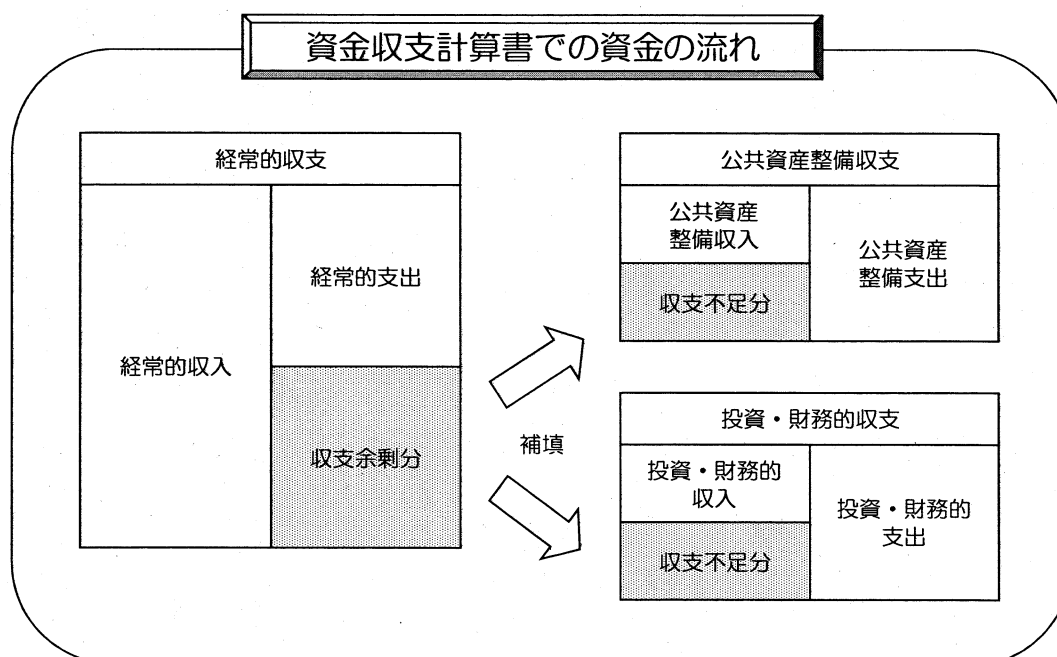 資金収支計算書での資金の流れ
経常的収支
経常的収入
経常的支出
収支余剰分
補填
公共資産整備収支
公共資産
整備収入
収支不足分
公共資産
整備支出
投資・財務的収支
投資・財務的
収入
収支不足分
投資・財務的
支出